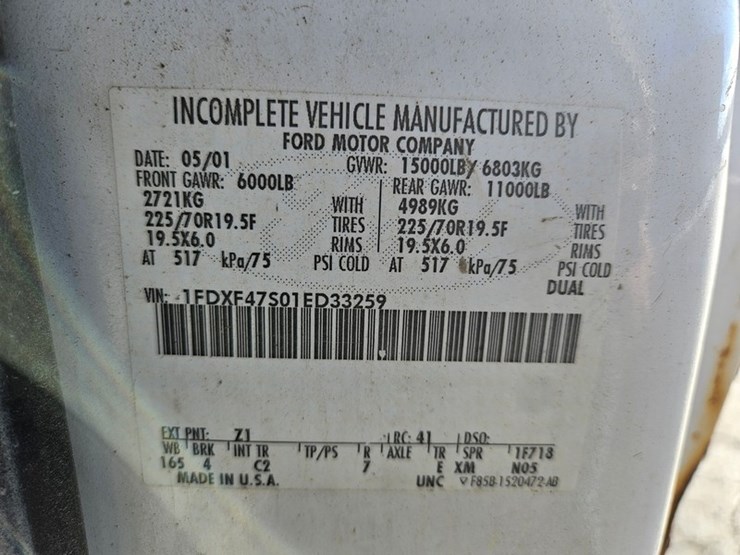 INCOMPLETE VEHICLE MANUFACTURED BY
FORD MOTOR COMPANY
DATE: 05/01 GVWR: 15000LB/ 6803KG
FRONT GAWR: 6000LB REAR GAWR: 11000LB
2721KG WITH 4989KG WITH
225/70R19.5F TIRES 225/70R19.5F TIRES
19.5X6.0 RIMS 19.5X6.0 RIMS
AT 517 kPa/75 PSI COLD AT 517 kPa/75 PSI COLD
DUAL
VIN: 1FDXF47S01ED33259
EXT PNT: Z1 RC: 41 DSO:
WB BRK INT TR TP/PS R AXLE TR SPR 1F713
165 4 C2 7 E XM N05
MADE IN U.S.A. UNC F85B-1520472-AB